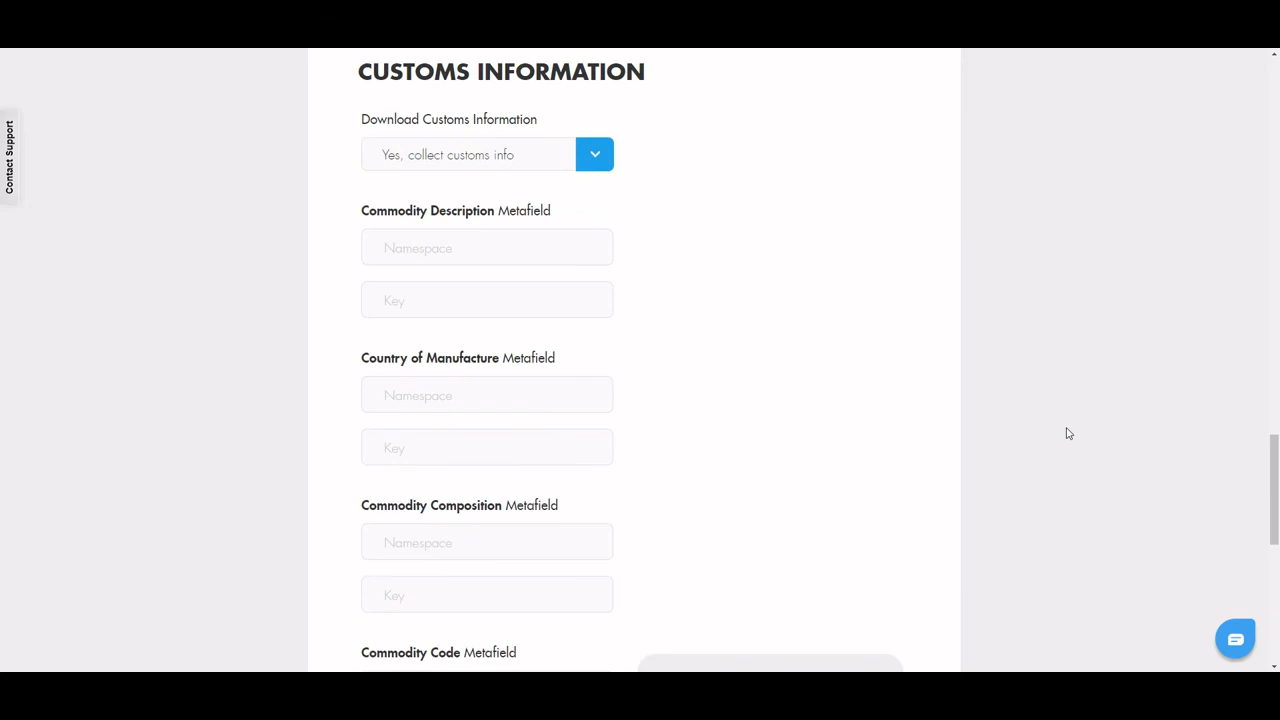 Contact Support
CUSTOMS INFORMATION
Download Customs Information
Yes, collect customs info
Commodity Description Metafield
Namespace
Key
Country of Manufacture Metafield
Namespace
Key
Commodity Composition Metafield
Namespace
Key
Commodity Code Metafield